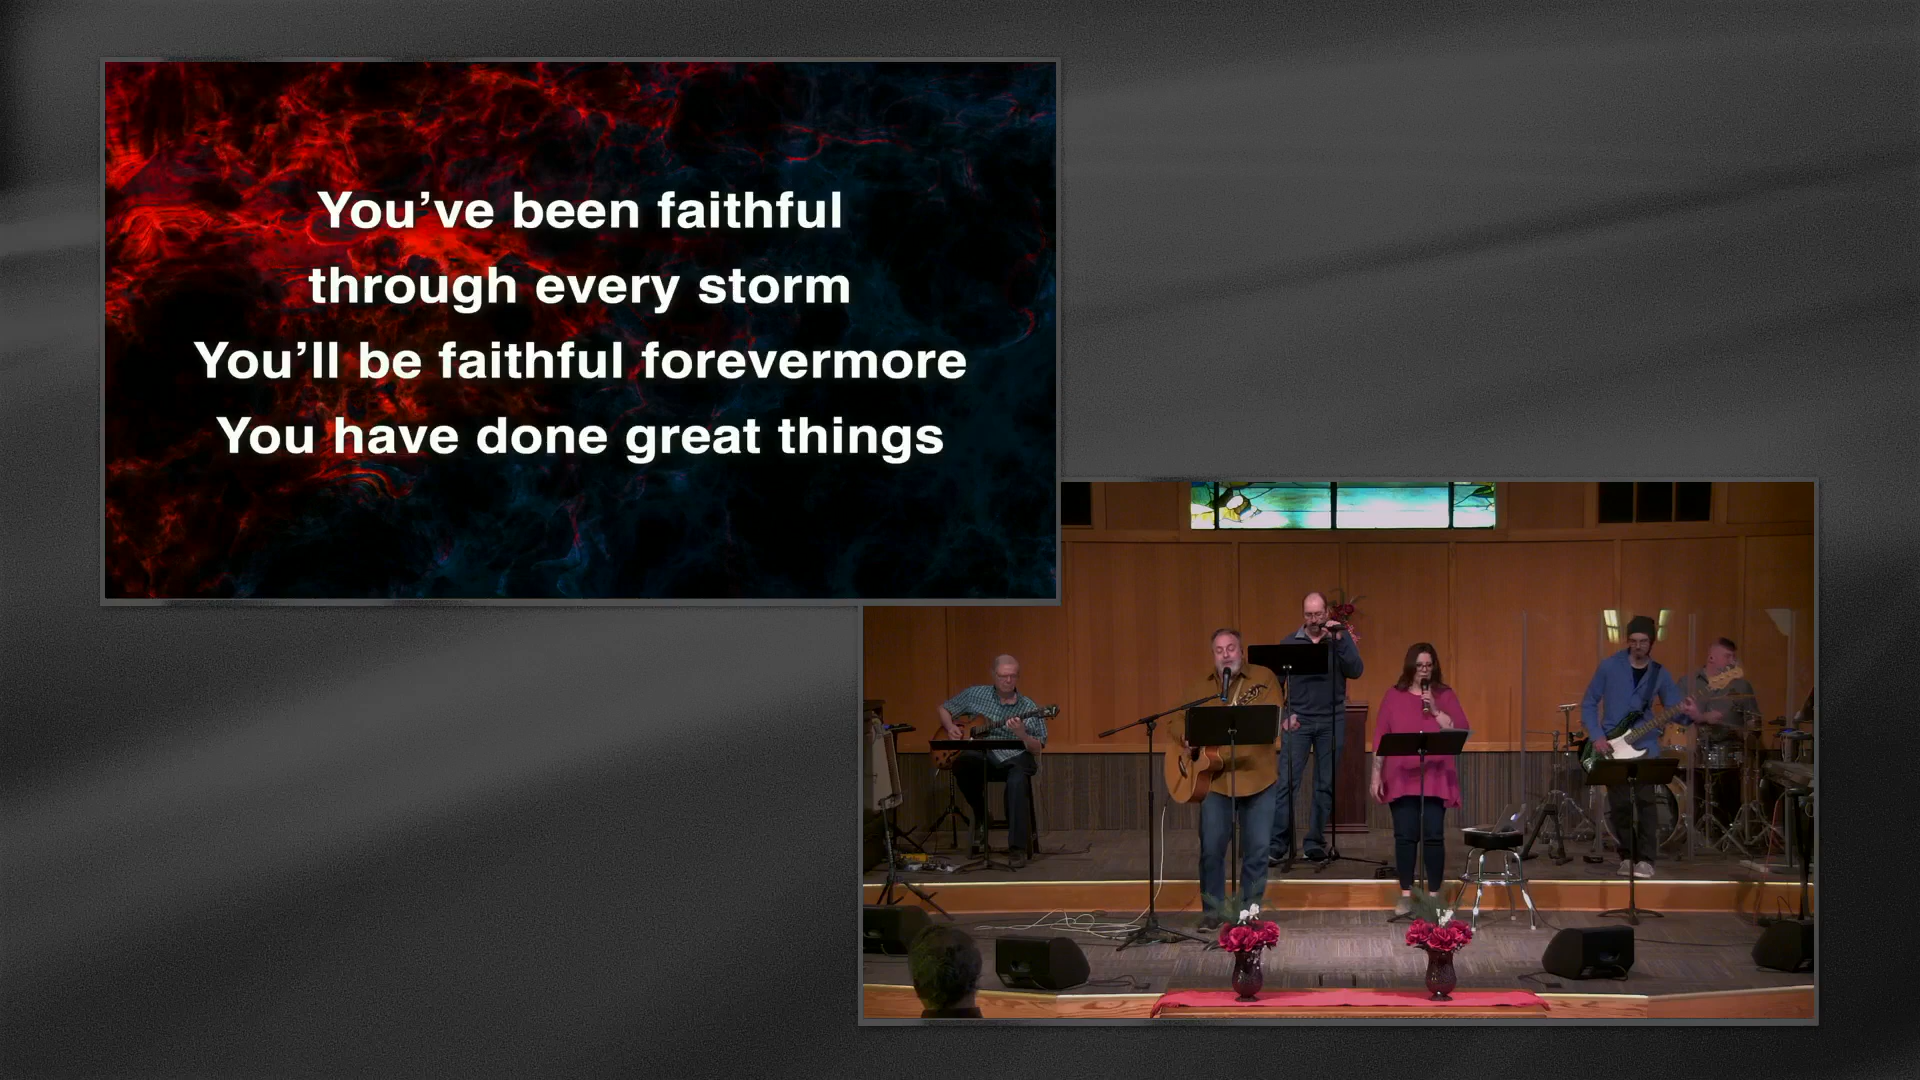 You’ve been faithful
through every storm
You’ll be faithful forevermore
You have done great things